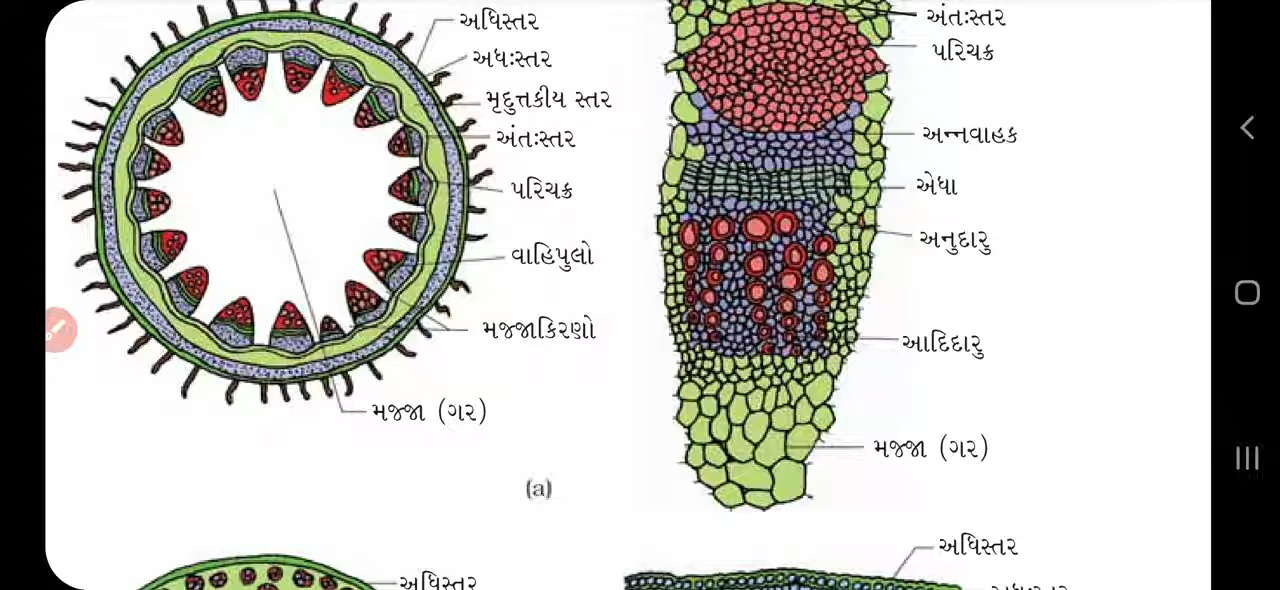 અધિસ્તર
અધઃસ્તર
મૃદુત્તકીય સ્તર
અંતઃસ્તર
પરિચક્ર
વાહિપુલો
મજ્જાકિરણો
મજ્જા (ગર)
અંતઃસ્તર
પરિચક્ર
અન્નવાહક
એધા
અનુદારુ
આદિદારુ
મજ્જા (ગર)
(a)
અધિસ્તર
અધિસ્તર